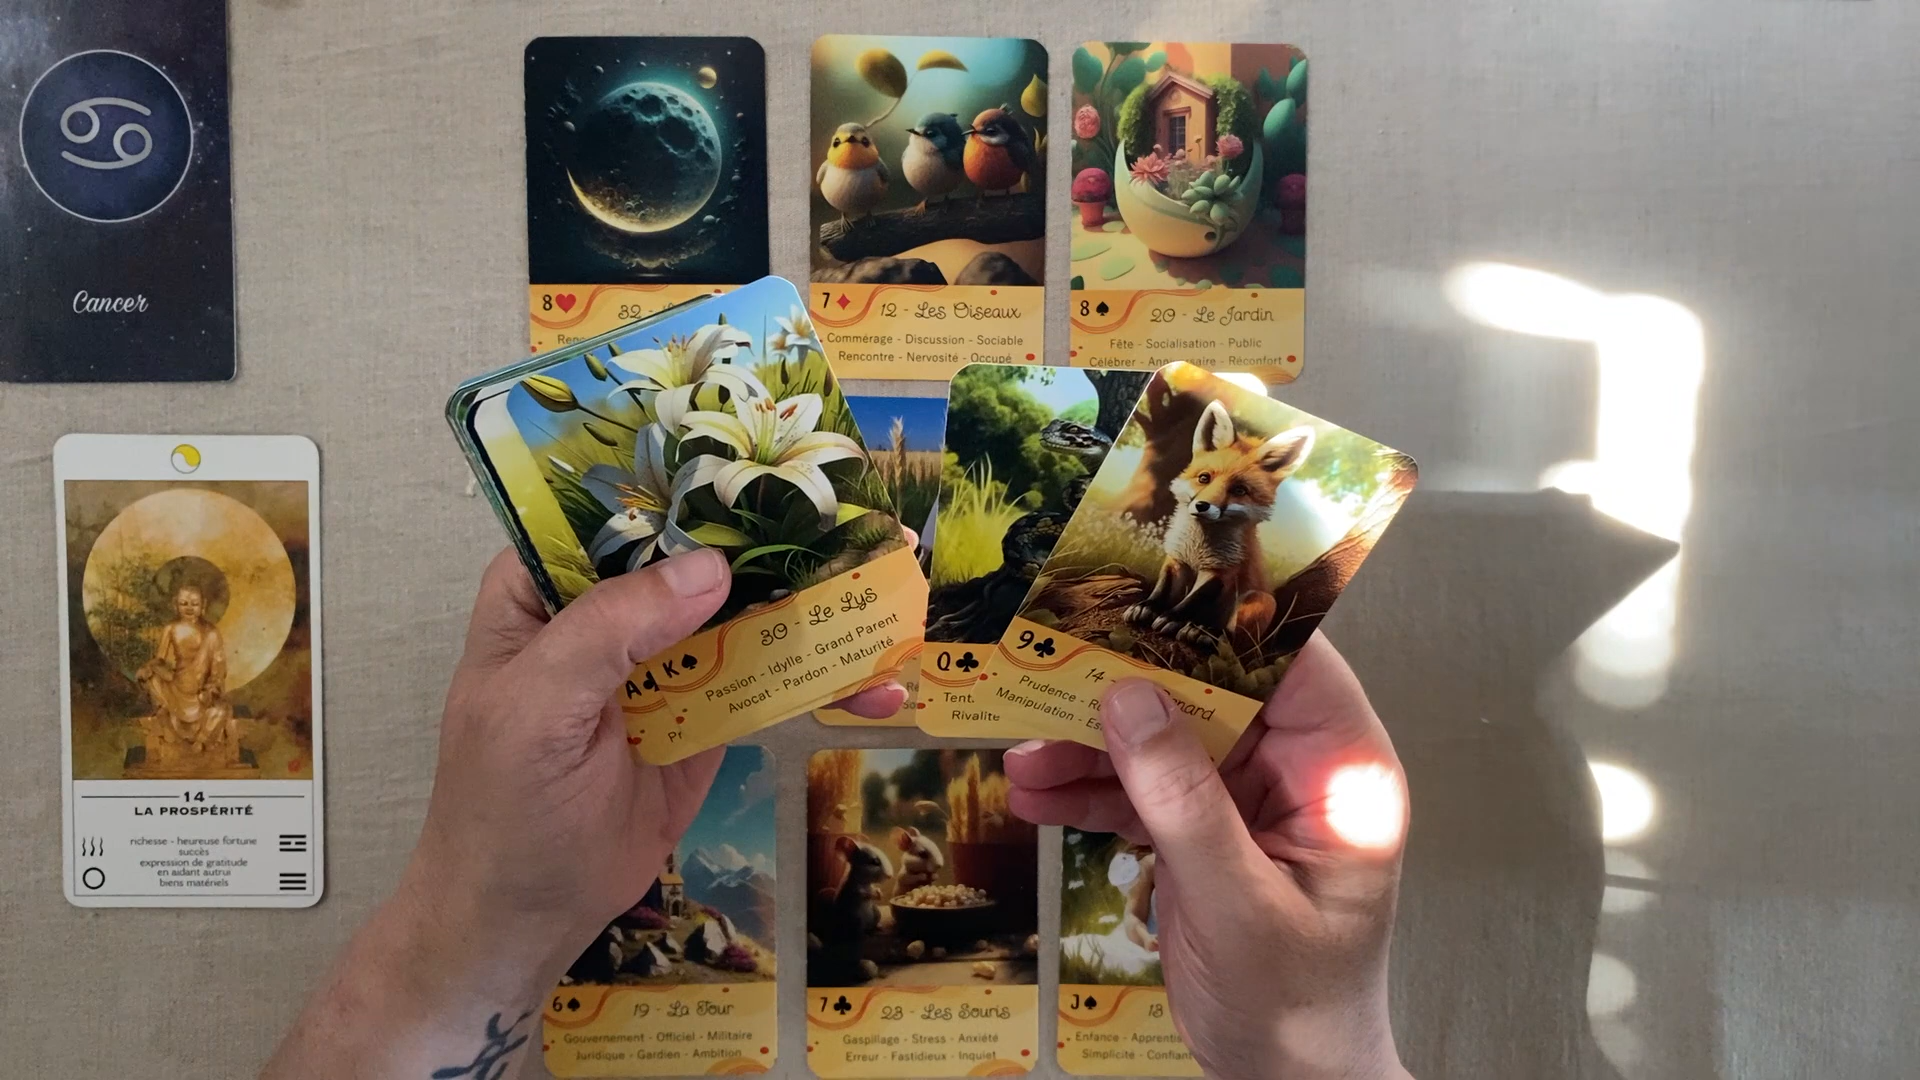 Cancer
8
32 -
7
12 - Les Oiseaux
Commérage - Discussion - Sociable
Rencontre - Nervosité - Occupé
8
20 - Le Jardin
Fête - Socialisation - Public
Célébrer - Anniversaire - Réconfort
A
K
30 - Le Lys
Passion - Idylle - Grand Parent
Avocat - Pardon - Maturité
Q
Rivalité
9
14 -
Prudence -
Manipulation -
14
LA PROSPÉRITÉ
richesse - heureuse fortune
succès
expression de gratitude
en aidant autrui
biens matériels
6
19 - La Tour
Gouvernement - Officiel - Militaire
Juridique - Gardien - Ambition
7
23 - Les Souris
Gaspillage - Stress - Anxiété
Erreur - Fastidieux - Inquiet
J
13
Enfance -
Simplicité -